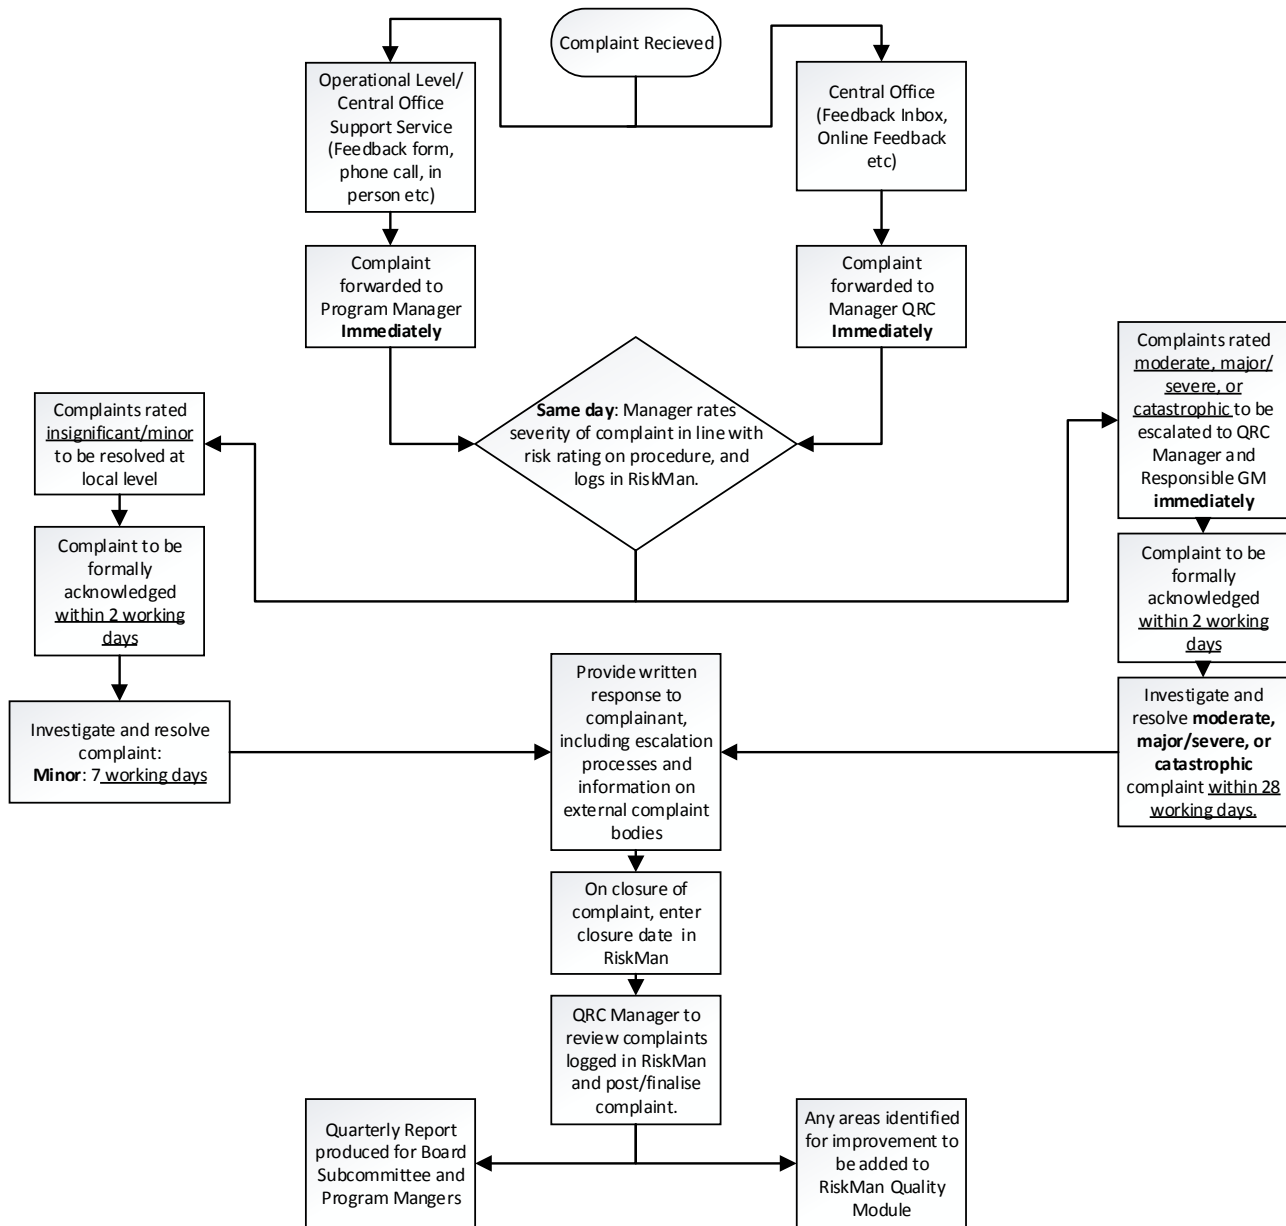 Complaint Recieved
Operational Level/
Central Office
Support Service
(Feedback form,
phone call, in
person etc)
Central Office
(Feedback Inbox,
Online Feedback
etc)
Complaint
forwarded to
Program Manager
Immediately
Complaint
forwarded to
Manager QRC
Immediately
Same day: Manager rates
severity of complaint in line with
risk rating on procedure, and
logs in RiskMan.
Complaints rated
insignificant/minor
to be resolved at
local level
Complaints rated
moderate, major/
severe, or
catastrophic to be
escalated to QRC
Manager and
Responsible GM
immediately
Complaint to be
formally
acknowledged
within 2 working
days
Complaint to be
formally
acknowledged
within 2 working
days
Investigate and resolve
complaint:
Minor: 7 working days
Investigate and
resolve moderate,
major/severe, or
catastrophic
complaint within 28
working days.
Provide written
response to
complainant,
including escalation
processes and
information on
external complaint
bodies
On closure of
complaint, enter
closure date in
RiskMan
QRC Manager to
review complaints
logged in RiskMan
and post/finalise
complaint.
Quarterly Report
produced for Board
Subcommittee and
Program Mangers
Any areas identified
for improvement to
be added to
RiskMan Quality
Module